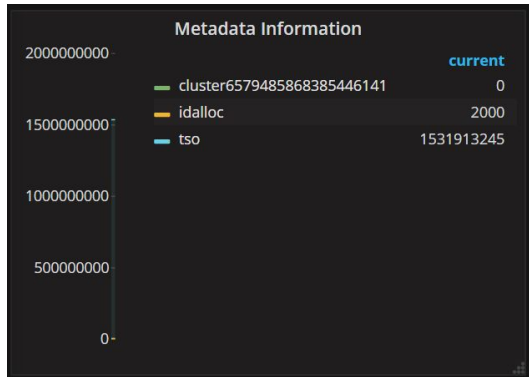 Metadata Information
2000000000
1500000000
1000000000
500000000
0
current
cluster6579485868385446141 0
idalloc 2000
tso 1531913245